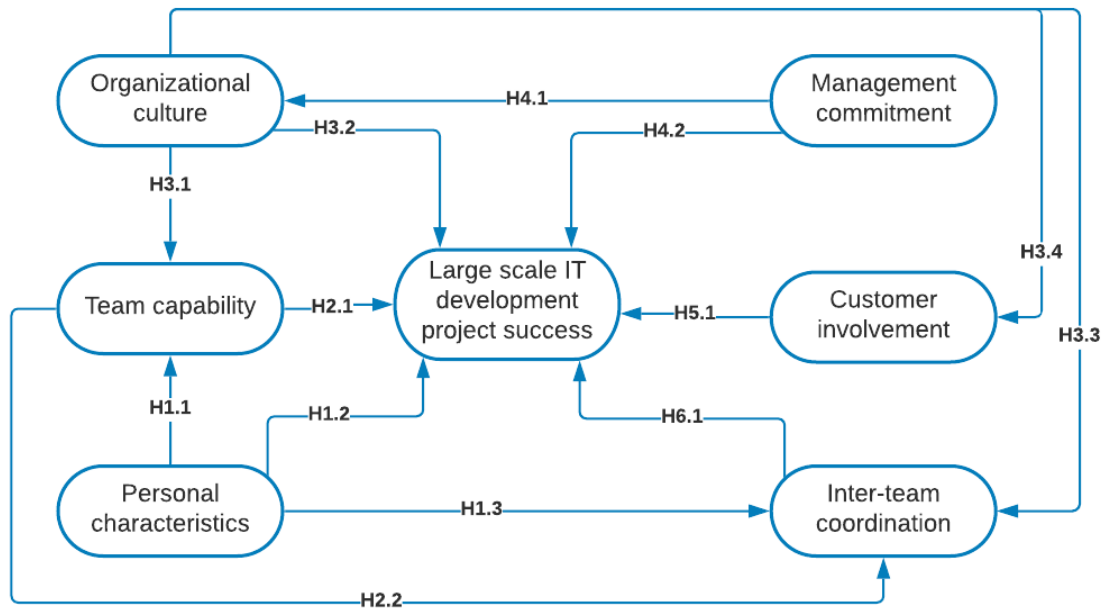 Organizational
culture
Management
commitment
H4.1
H3.2
H4.2
H3.1
Large scale IT
development
project success
H3.4
Team capability
H2.1
Customer
involvement
H5.1
H3.3
H1.1
H1.2
H6.1
Personal
characteristics
H1.3
Inter-team
coordination
H2.2